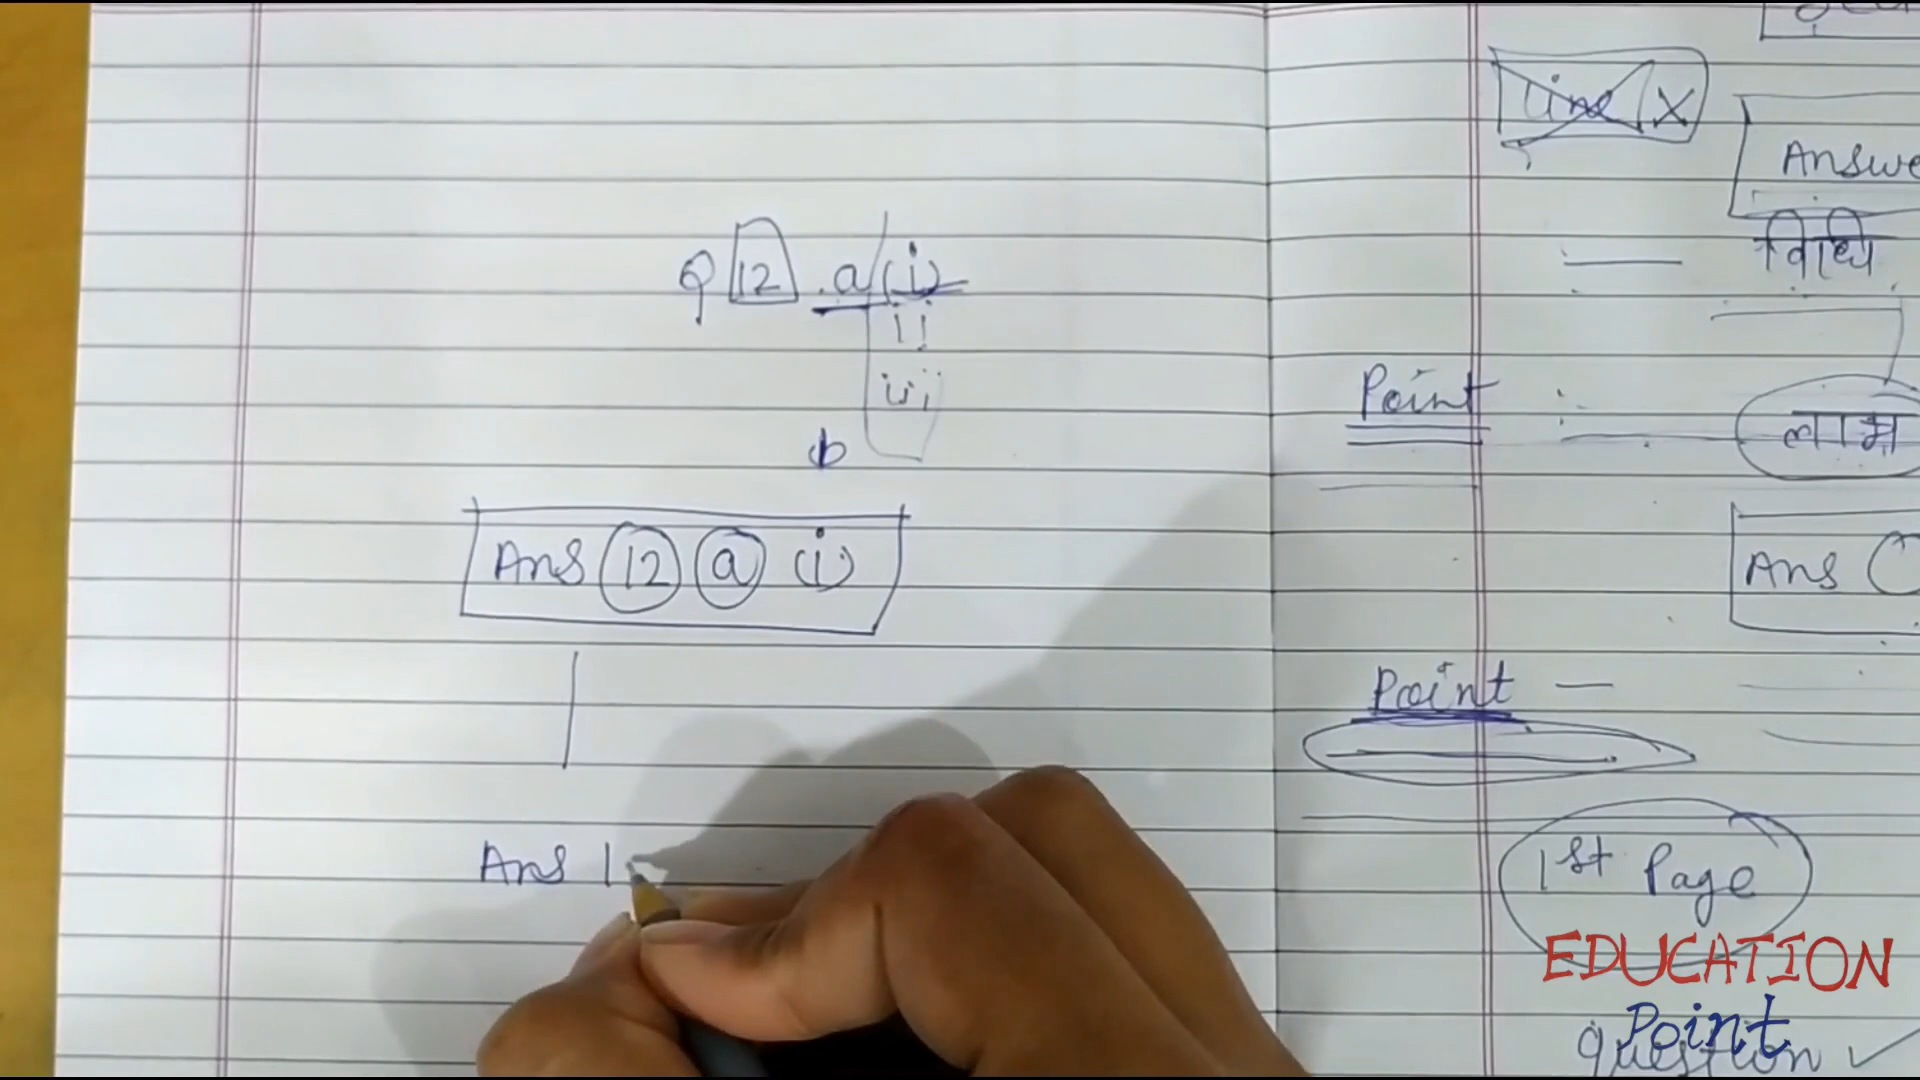 Q 12 .a (i)
ii
iii
b
Ans 12 a (i)
Ans 1
Line X
Answe
विधि
Point
लाभ
Ans
Point —
1st Page
EDUCATION
Point
question ✓